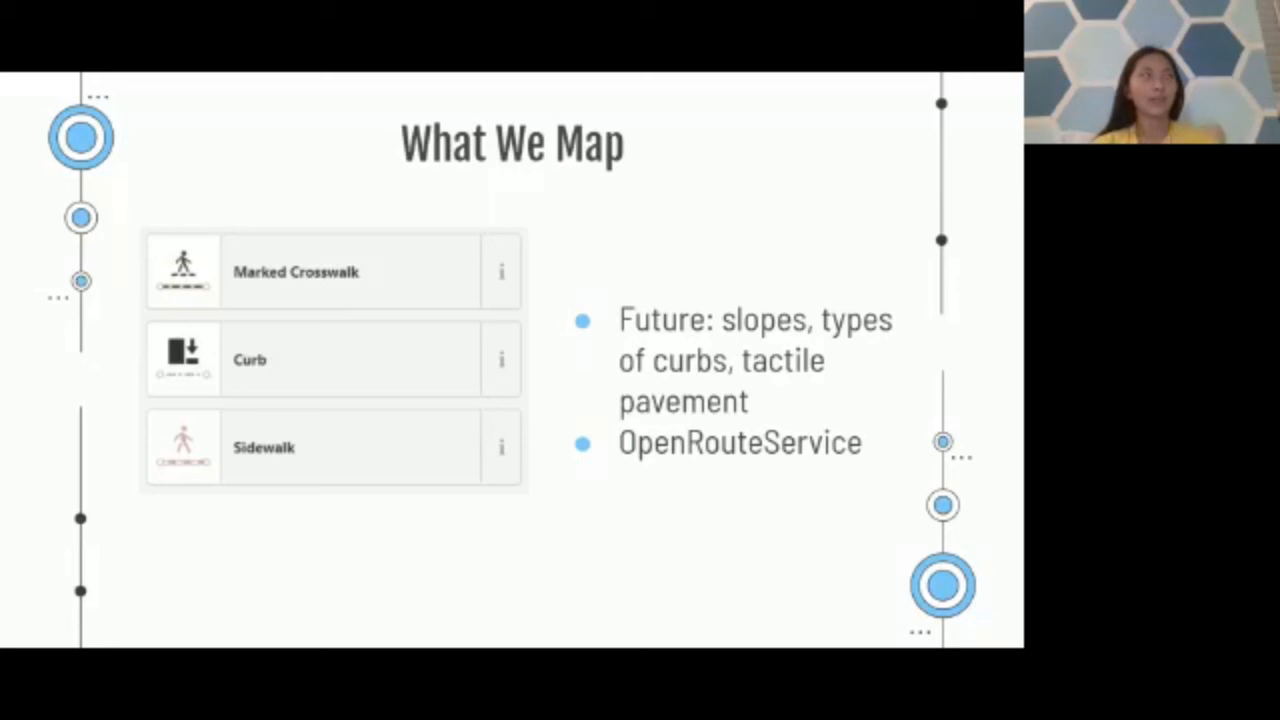 What We Map
Marked Crosswalk
Curb
Sidewalk
Future: slopes, types
of curbs, tactile
pavement
OpenRouteService